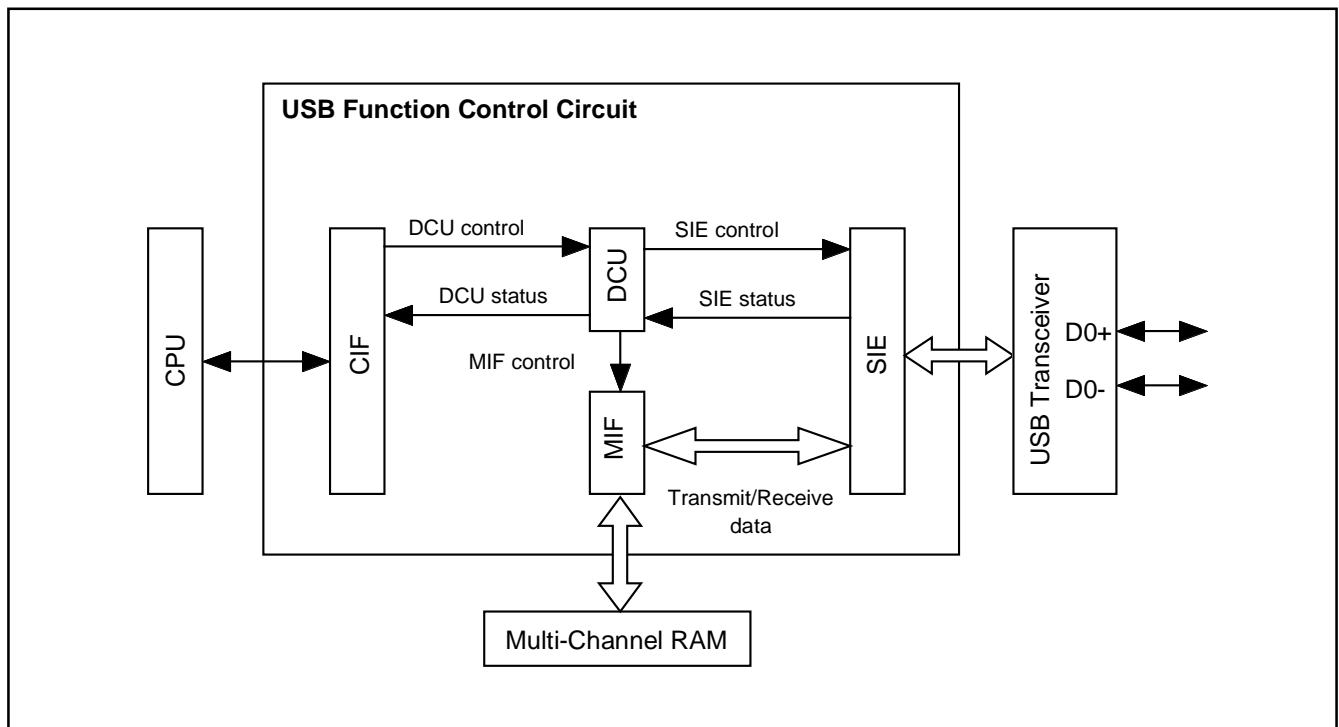 USB Function Control Circuit
DCU control
SIE control
DCU status
SIE status
MIF control
CPU
CIF
DCU
MIF
SIE
USB Transceiver
D0+
D0-
Transmit/Receive
data
Multi-Channel RAM